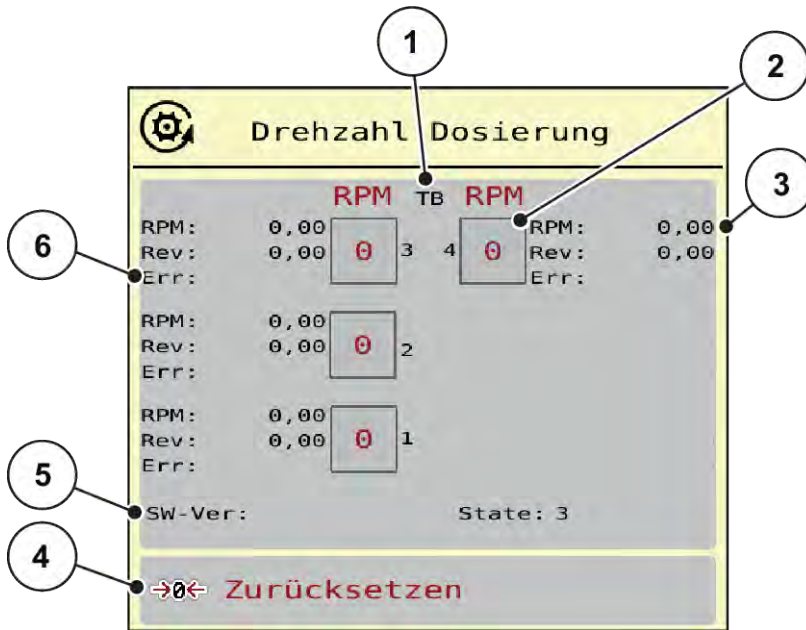 1
2
Drehzahl Dosierung
RPM TB RPM
3
RPM: 0,00 RPM: 0,00
6
Rev: 0,00 0 3 4 0 Rev: 0,00
Err: Err:
RPM: 0,00
Rev: 0,00 0 2
Err:
RPM: 0,00
Rev: 0,00 0 1
Err:
5
SW-Ver: State: 3
4
→0← Zurücksetzen